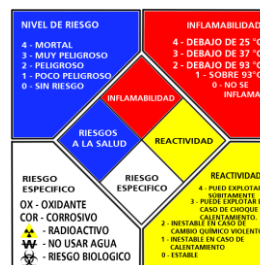 NIVEL DE RIESGO
4 - MORTAL
3 - MUY PELIGROSO
2 - PELIGROSO
1 - POCO PELIGROSO
0 - SIN RIESGO
INFLAMABILIDAD
4 - DEBAJO DE 25 °C
3 - DEBAJO DE 37 °C
2 - DEBAJO DE 93 °C
1 - SOBRE 93°C
0 - NO SE
INFLAMA
INFLAMABILIDAD
RIESGOS
A LA SALUD
REACTIVIDAD
RIESGO
ESPECIFICO
RIESGO
ESPECIFICO
OX - OXIDANTE
COR - CORROSIVO
- RADIOACTIVO
W - NO USAR AGUA
- RIESGO BIOLOGICO
REACTIVIDAD
4 - PUED EXPLOTAR
SÚBITAMENTE
3 - PUEDE EXPLOTAR E
CASO DE CHOQUE
CALENTAMIENTO.
2 - INESTABLE EN CASO DE
CAMBIO QUÍMICO VIOLENTO
1 - INESTABLE EN CASO DE
CALENTAMIENTO
0 - ESTABLE